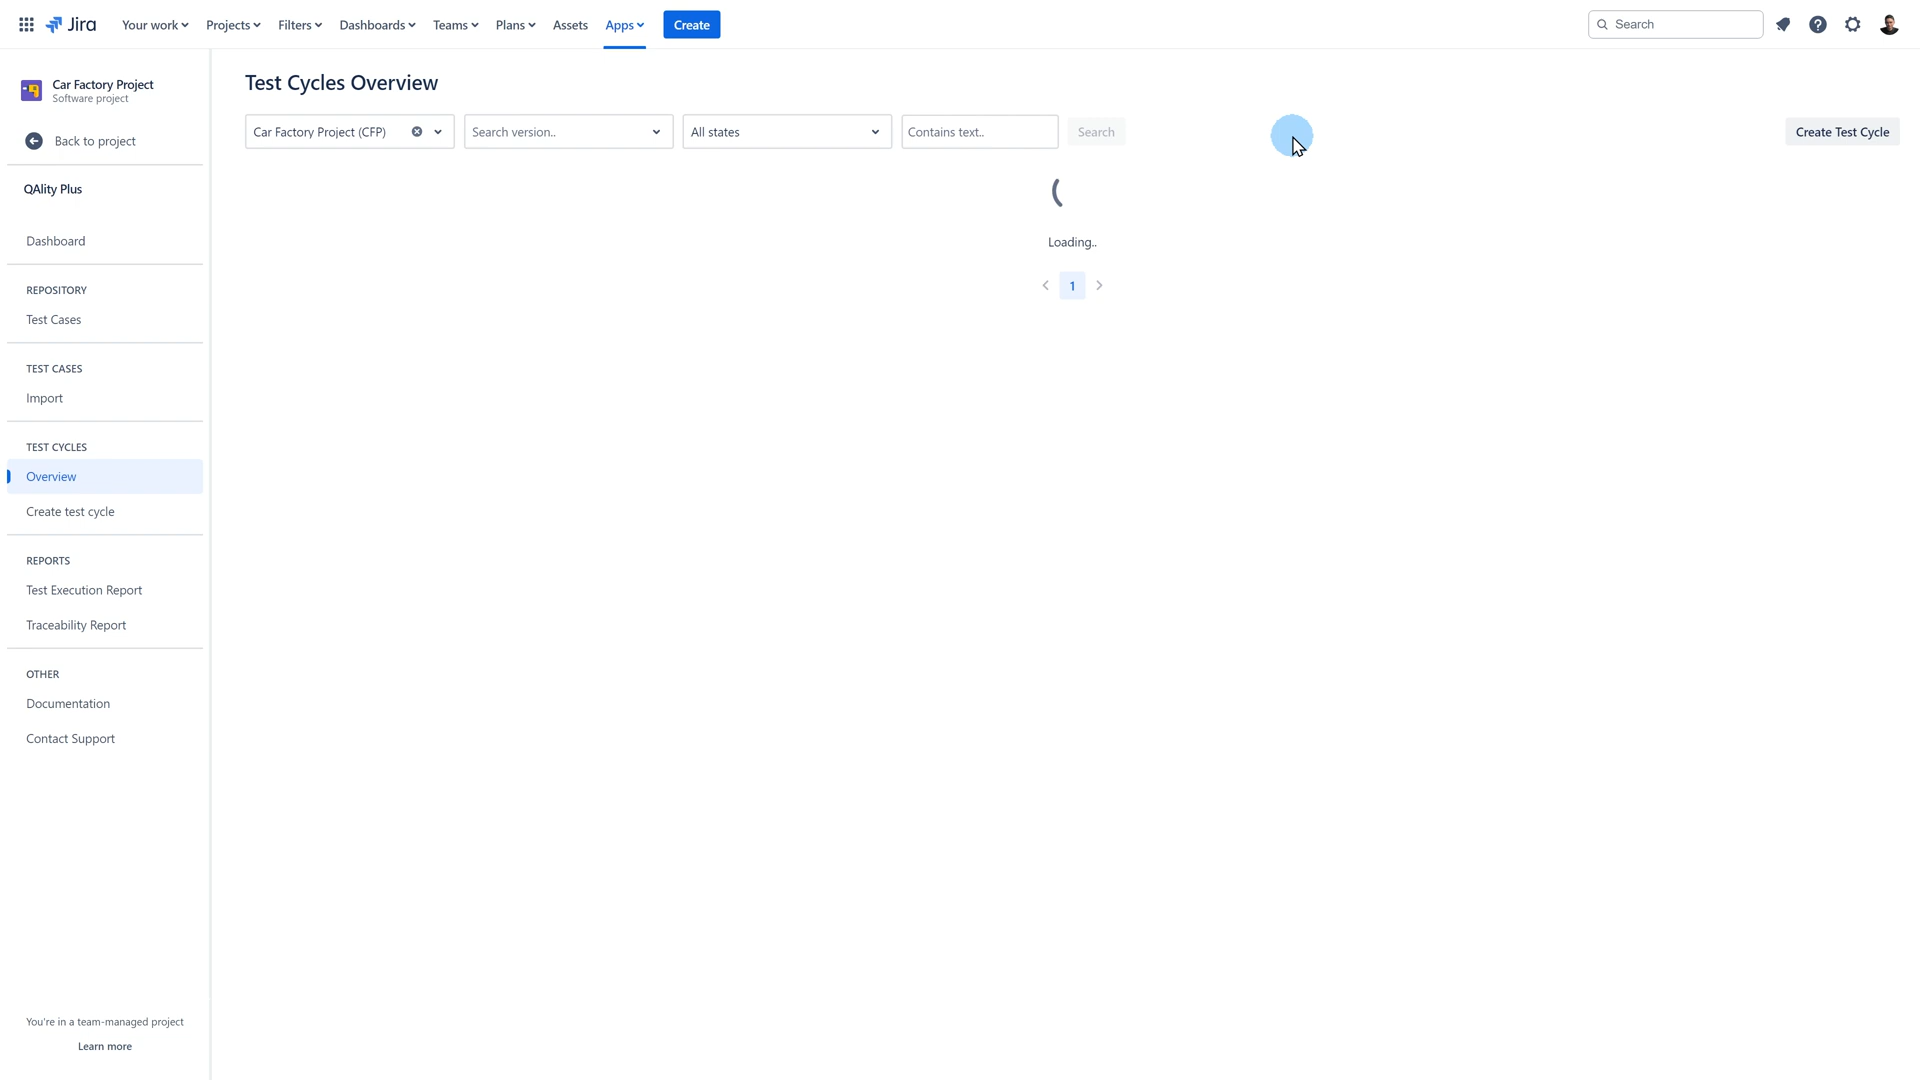 Jira
Your work
Projects
Filters
Dashboards
Teams
Plans
Assets
Apps
Create
Search
Car Factory Project
Software project
Back to project
QAlity Plus
Dashboard
REPOSITORY
Test Cases
TEST CASES
Import
TEST CYCLES
Overview
Create test cycle
REPORTS
Test Execution Report
Traceability Report
OTHER
Documentation
Contact Support
You're in a team-managed project
Learn more
Test Cycles Overview
Car Factory Project (CFP)
Search version..
All states
Contains text..
Search
Create Test Cycle
Loading..
1